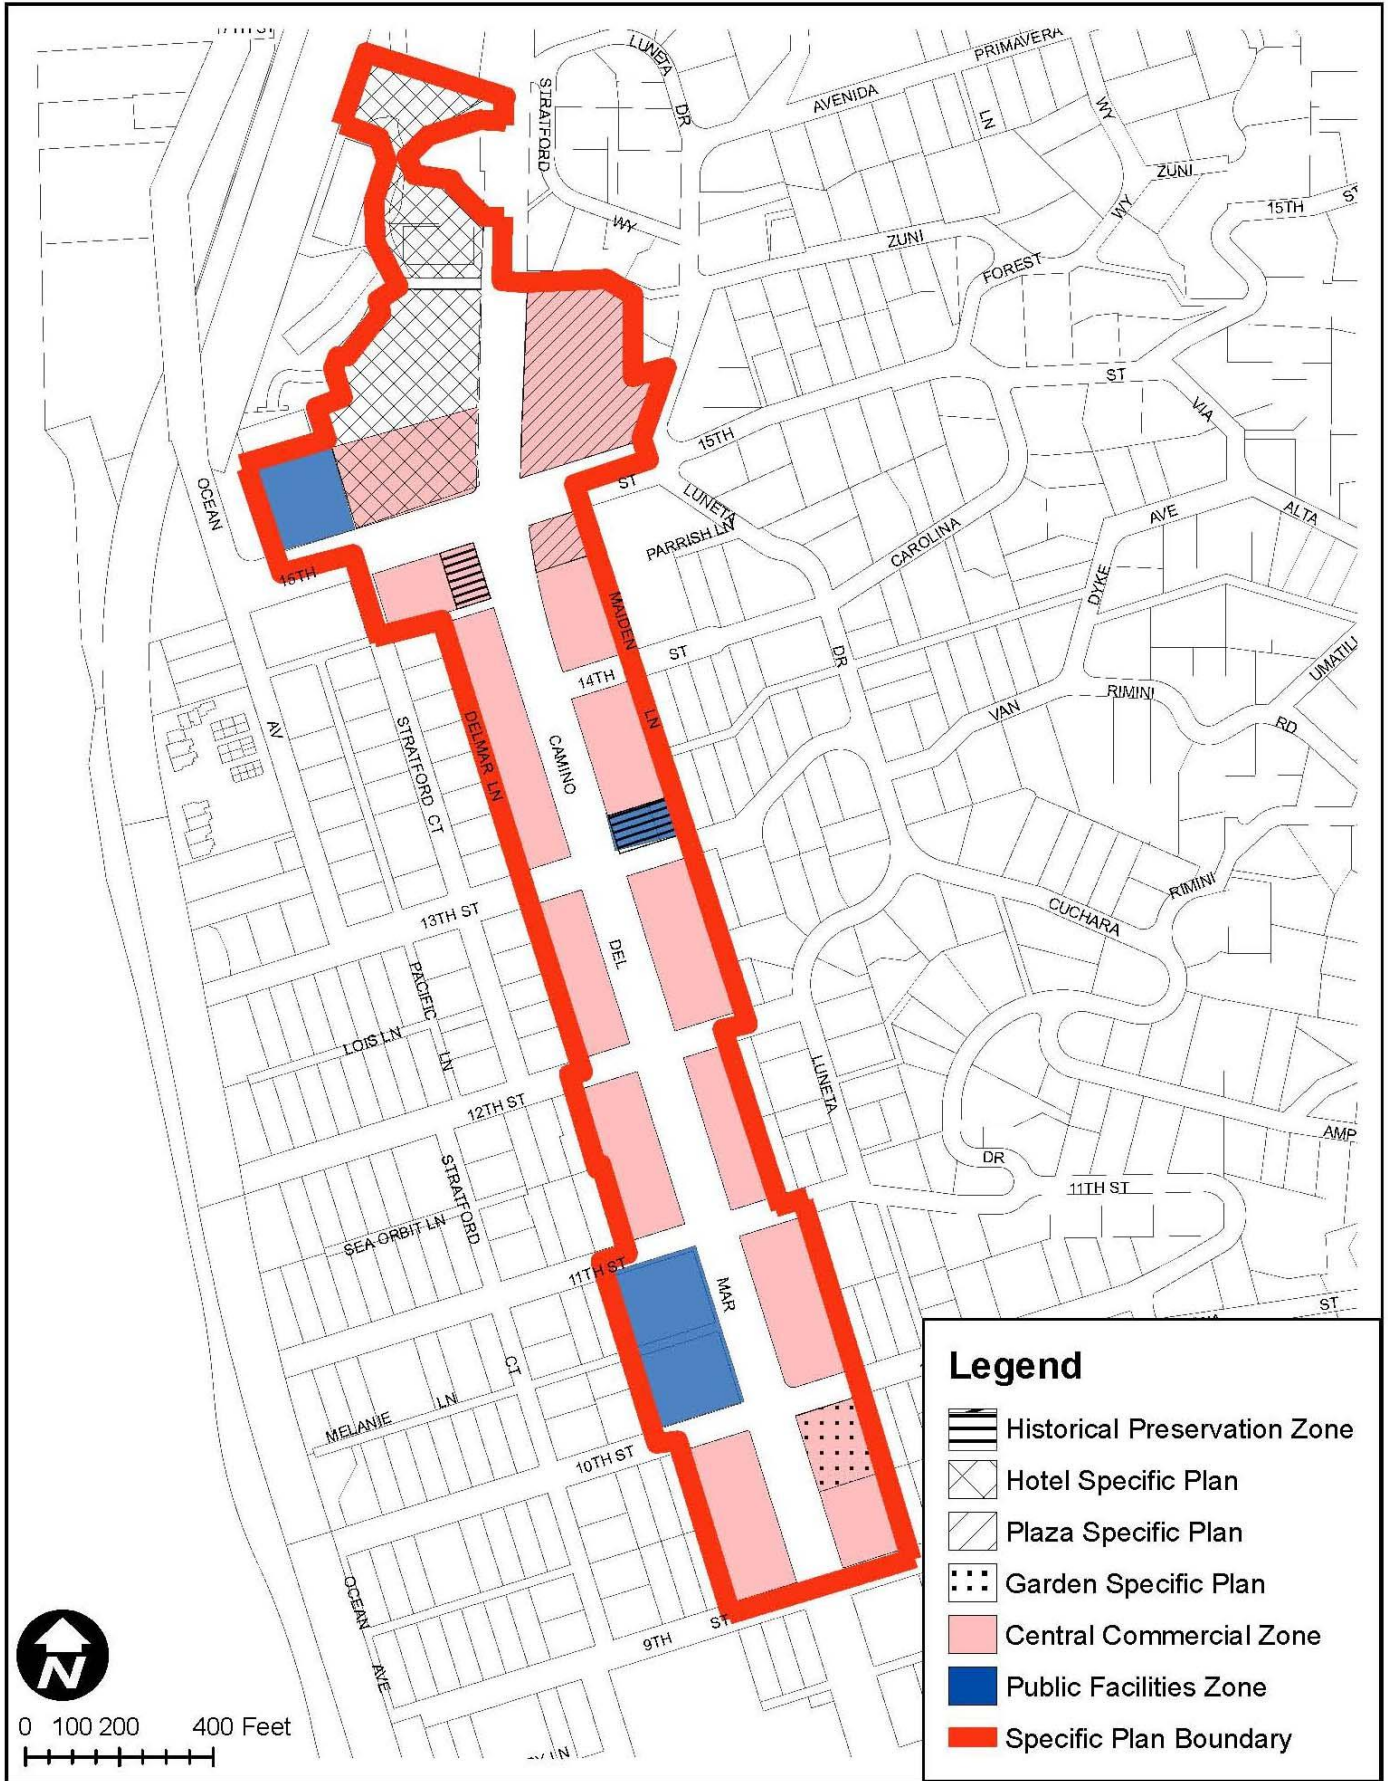 17TH ST
LUNETA
DR
STRATFORD
WY
AVENIDA
PRIMAVERA
LN
WY
ZUNI
WY
15TH
ST
ZUNI
FOREST
ST
VIA
15TH
OCEAN
ST
LUNETA
PARRISH LN
CAROLINA
AVE
ALTA
DYKE
15TH
MAIDEN
LN
14TH
ST
DR
VAN
RIMINI
RD
AV
STRATFORD CT
DELMAR LN
CAMINO
13TH ST
DEL
PACIFIC
LN
LOIS LN
CUCHARA
RIMINI
LUNETA
12TH ST
AMP
DR
11TH ST
STRATFORD
SEA ORBIT LN
11TH ST
MAR
ST
CT
MELANIE
LN
10TH ST
OCEAN
AVE
9TH
ST
Legend
Historical Preservation Zone
Hotel Specific Plan
Plaza Specific Plan
Garden Specific Plan
Central Commercial Zone
Public Facilities Zone
Specific Plan Boundary
N
0 100 200 400 Feet